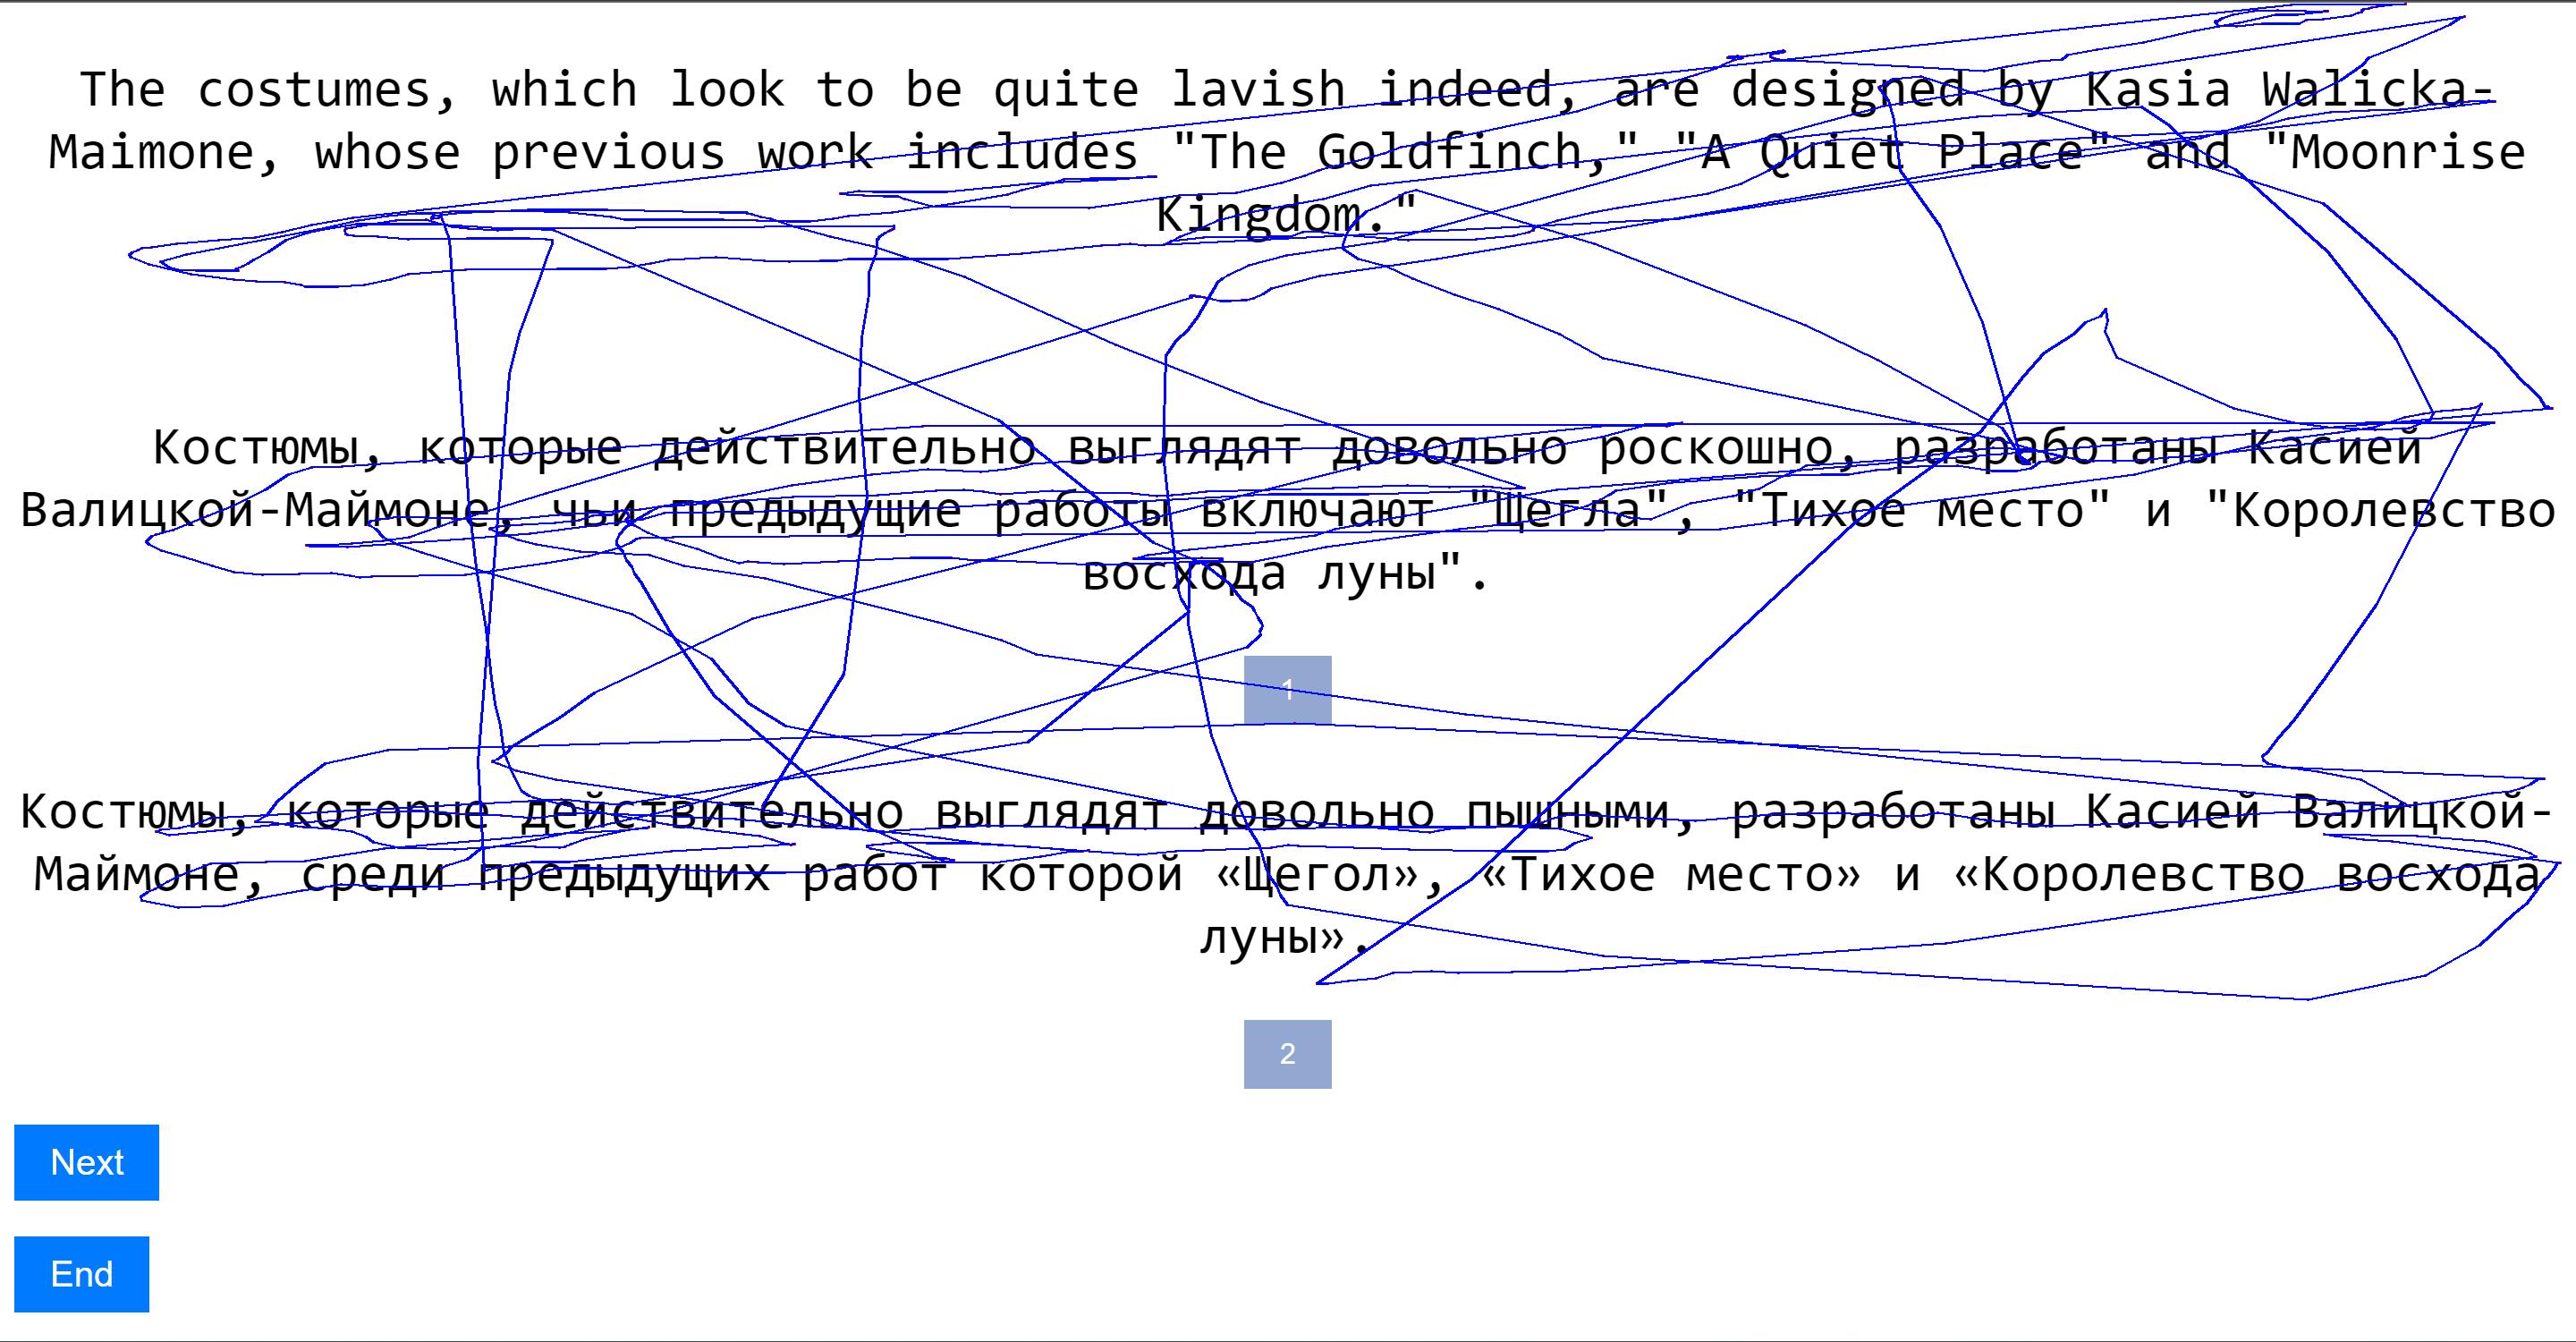 The costumes, which look to be quite lavish indeed, are designed by Kasia Walicka-
Maimone, whose previous work includes "The Goldfinch," "A Quiet Place" and "Moonrise
Kingdom."
Костюмы, которые действительно выглядят довольно роскошно, разработаны Касией
Валицкой-Маймоне, чьи предыдущие работы включают "Щегла", "Тихое место" и "Королевство
восхода луны".
1
Костюмы, которые действительно выглядят довольно пышными, разработаны Касией Валицкой-
Маймоне, среди предыдущих работ которой «Щегол», «Тихое место» и «Королевство восхода
луны».
2
Next
End